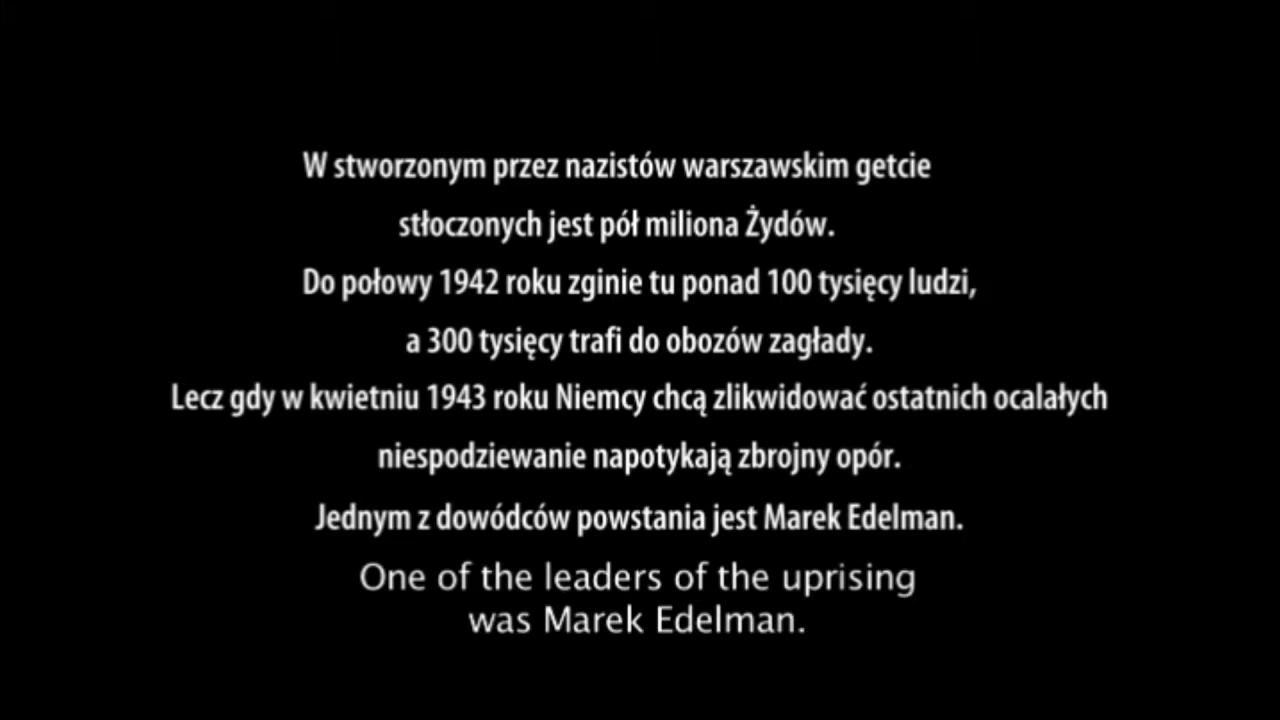 W stworzonym przez nazistów warszawskim getcie
stłoczonych jest pół miliona Żydów.
Do połowy 1942 roku zginie tu ponad 100 tysięcy ludzi,
a 300 tysięcy trafi do obozów zagłady.
Lecz gdy w kwietniu 1943 roku Niemcy chcą zlikwidować ostatnich ocalałych
niespodziewanie napotykają zbrojny opór.
Jednym z dowódców powstania jest Marek Edelman.
One of the leaders of the uprising
was Marek Edelman.